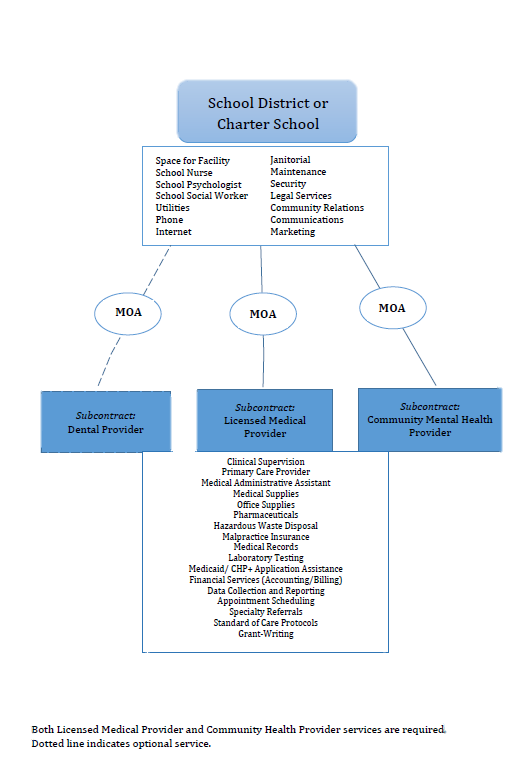 School District or
Charter School
Space for Facility
School Nurse
School Psychologist
School Social Worker
Utilities
Phone
Internet
Janitorial
Maintenance
Security
Legal Services
Community Relations
Communications
Marketing
MOA
MOA
MOA
Subcontract:
Dental Provider
Subcontract:
Licensed Medical
Provider
Subcontract:
Community Mental Health
Provider
Clinical Supervision
Primary Care Provider
Medical Administrative Assistant
Medical Supplies
Office Supplies
Pharmaceuticals
Hazardous Waste Disposal
Malpractice Insurance
Medical Records
Laboratory Testing
Medicaid/ CHP+ Application Assistance
Financial Services (Accounting/Billing)
Data Collection and Reporting
Appointment Scheduling
Specialty Referrals
Standard of Care Protocols
Grant-Writing
Both Licensed Medical Provider and Community Health Provider services are required.
Dotted line indicates optional service.